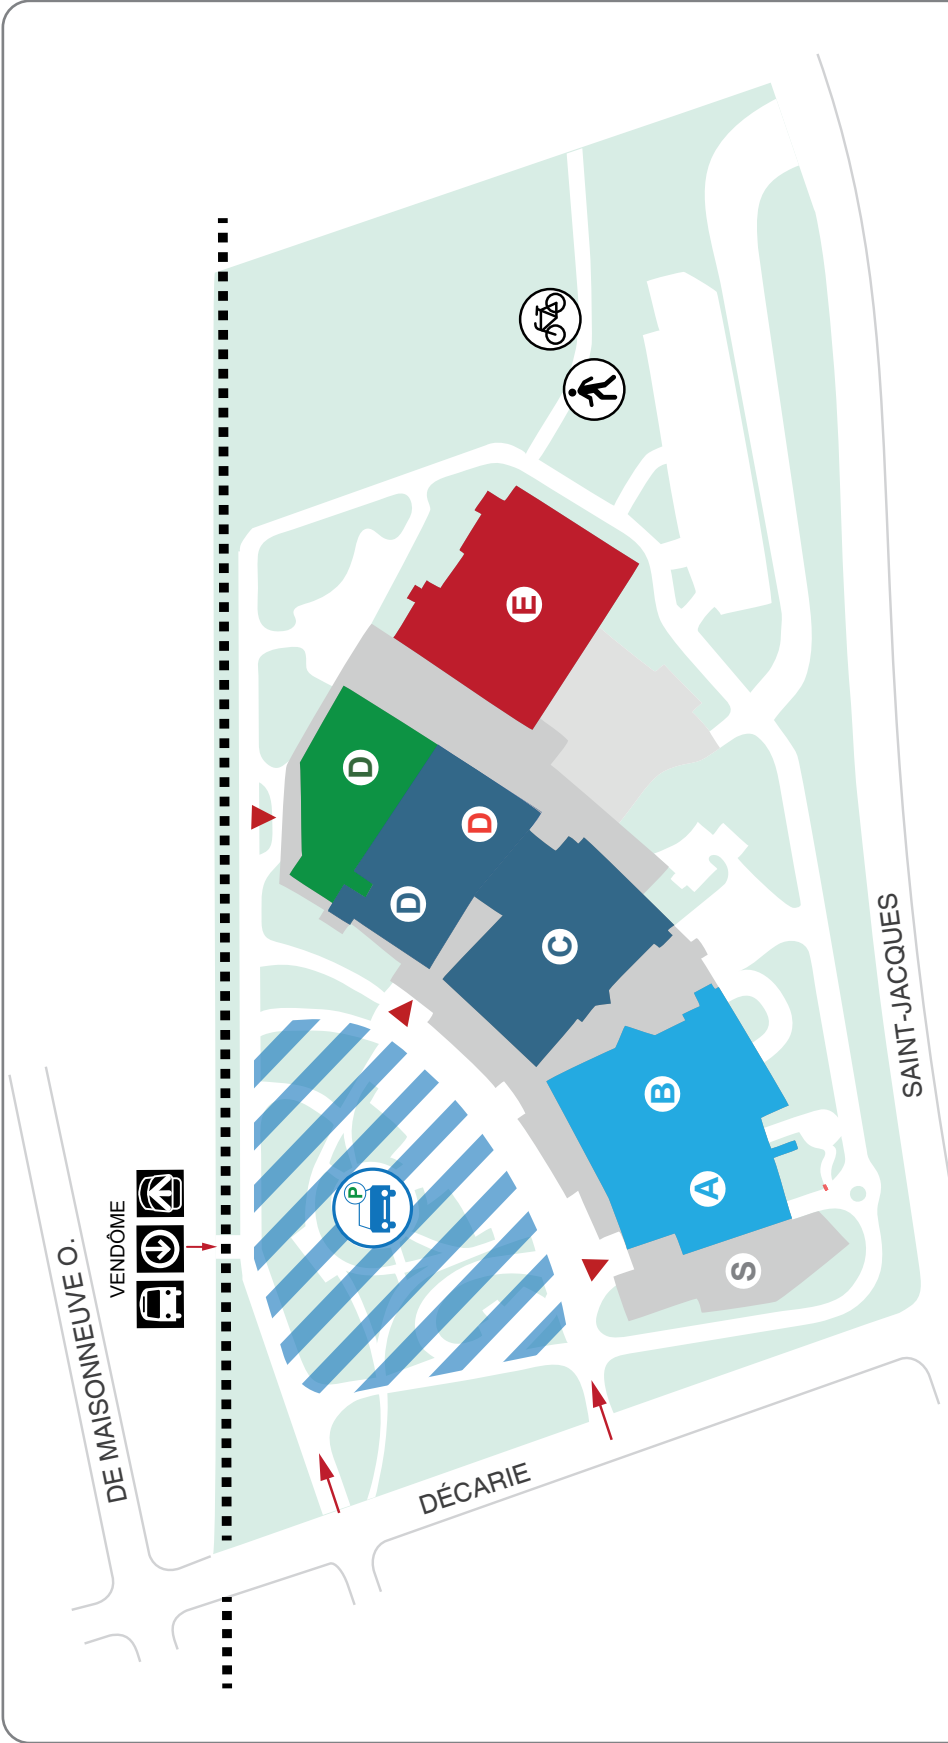 VENDÔME
DE MAISONNEUVE O.
P
E
D
D
D
C
B
A
S
SAINT-JACQUES
DÉCARIE